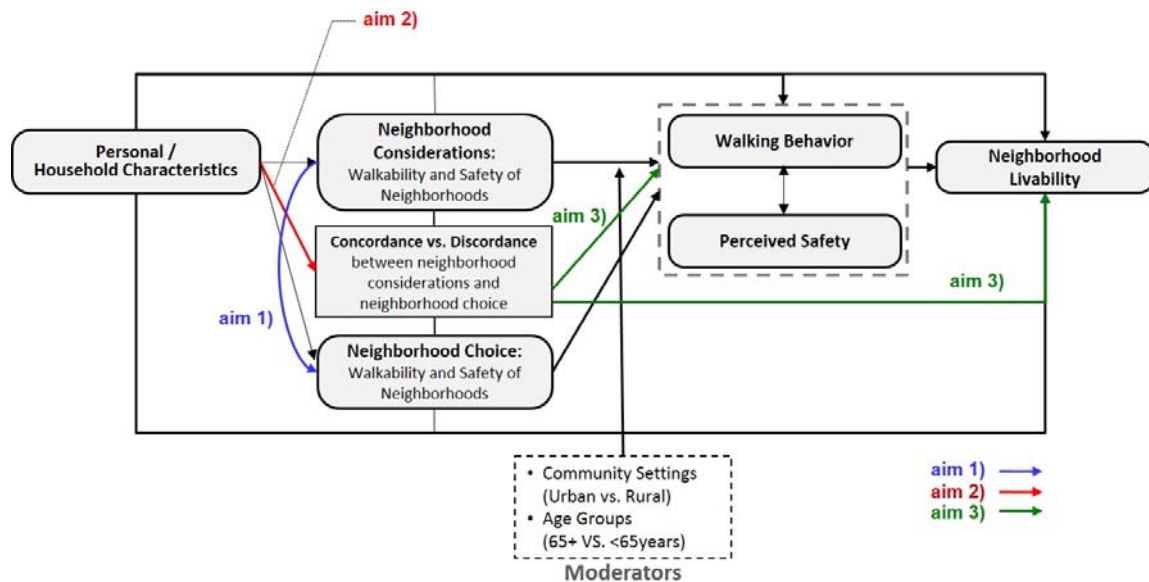 aim 2)
Personal /
Household Characteristics
Neighborhood
Considerations:
Walkability and Safety of
Neighborhoods
Concordance vs. Discordance
between neighborhood
considerations and
neighborhood choice
aim 1)
Neighborhood Choice:
Walkability and Safety of
Neighborhoods
aim 3)
Walking Behavior
Perceived Safety
Neighborhood
Livability
aim 3)
• Community Settings
(Urban vs. Rural)
• Age Groups
(65+ VS. <65years)
Moderators
aim 1)
aim 2)
aim 3)